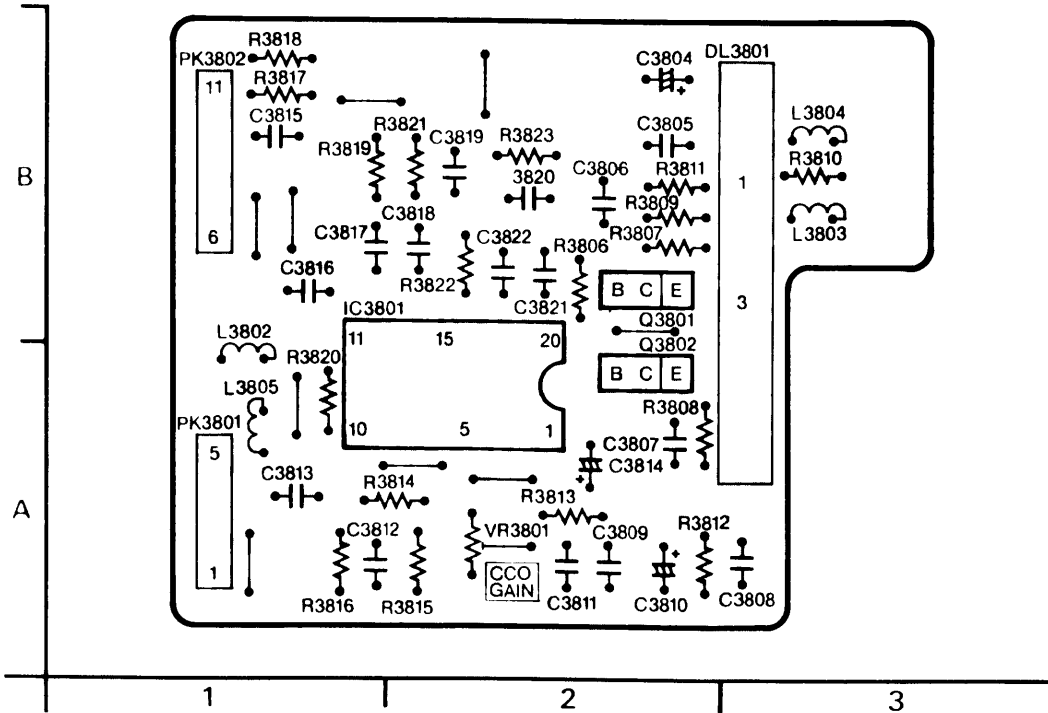 R3818
PK3802
C3804
DL3801
11
R3817
C3815
L3804
R3821
C3819
R3823
C3805
R3819
R3810
B
3820
C3806
R3811
1
R3809
C3818
L3803
C3817
C3822
R3806
R3807
6
C3816
R3822
B C E
C3821
3
IC3801
Q3801
L3802
11
15
20
Q3802
R3820
B C E
L3805
R3808
PK3801
10
5
1
C3807
5
C3814
C3813
R3814
R3813
A
C3812
VR3801
C3809
R3812
1
CCO
GAIN
R3816
R3815
C3811
C3810
C3808
1
2
3